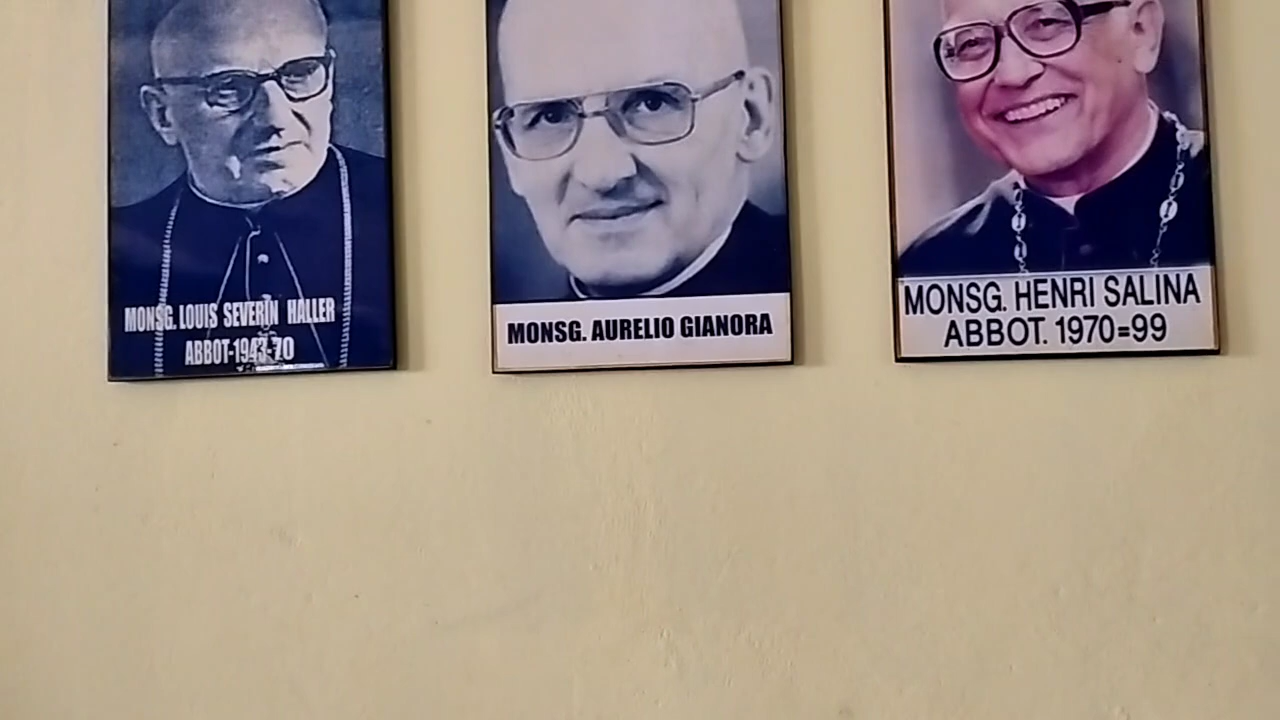 MONSG. LOUIS SEVERIN HALLER
ABBOT-1943-70
MONSG. AURELIO GIANORA
MONSG. HENRI SALINA
ABBOT. 1970=99